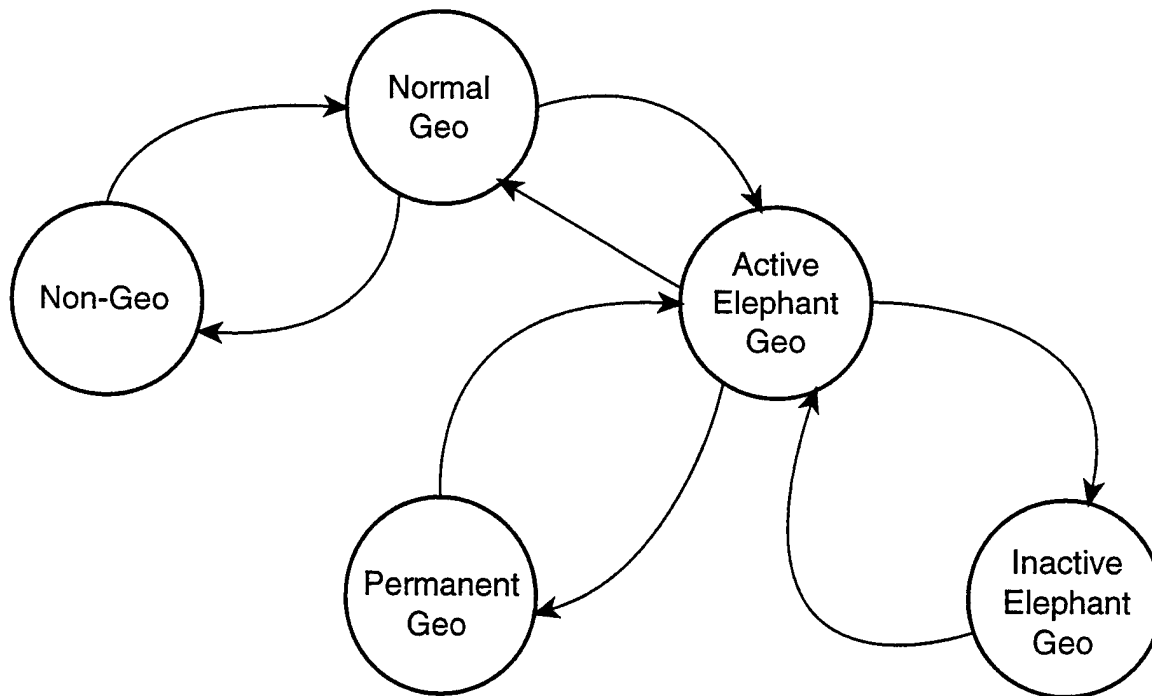 Normal
Geo
Non-Geo
Active
Elephant
Geo
Permanent
Geo
Inactive
Elephant
Geo